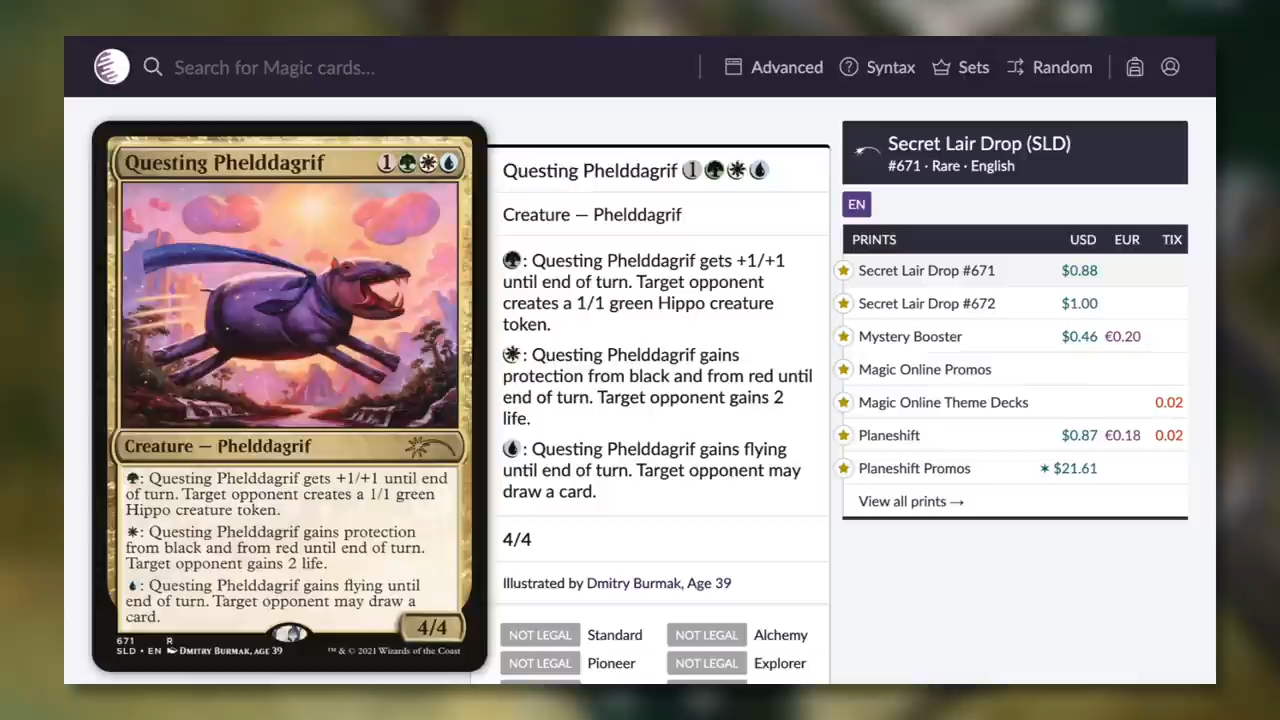 Search for Magic cards...
Advanced
Syntax
Sets
Random
Questing Phelddagrif 1
Creature — Phelddagrif
: Questing Phelddagrif gets +1/+1 until end
of turn. Target opponent creates a 1/1 green
Hippo creature token.
: Questing Phelddagrif gains protection
from black and from red until end of turn.
Target opponent gains 2 life.
: Questing Phelddagrif gains flying until
end of turn. Target opponent may draw a
card.
4/4
671 R
SLD • EN DMITRY BURMAK, AGE 39
™ & © 2021 Wizards of the Coast
Questing Phelddagrif 1
Creature — Phelddagrif
: Questing Phelddagrif gets +1/+1
until end of turn. Target opponent
creates a 1/1 green Hippo creature
token.
: Questing Phelddagrif gains
protection from black and from red until
end of turn. Target opponent gains 2
life.
: Questing Phelddagrif gains flying
until end of turn. Target opponent may
draw a card.
4/4
Illustrated by Dmitry Burmak, Age 39
NOT LEGAL Standard NOT LEGAL Alchemy
NOT LEGAL Pioneer NOT LEGAL Explorer
Secret Lair Drop (SLD)
#671 · Rare · English
EN
PRINTS USD EUR TIX
Secret Lair Drop #671 $0.88
Secret Lair Drop #672 $1.00
Mystery Booster $0.46 €0.20
Magic Online Promos
Magic Online Theme Decks 0.02
Planeshift $0.87 €0.18 0.02
Planeshift Promos ✶ $21.61
View all prints →